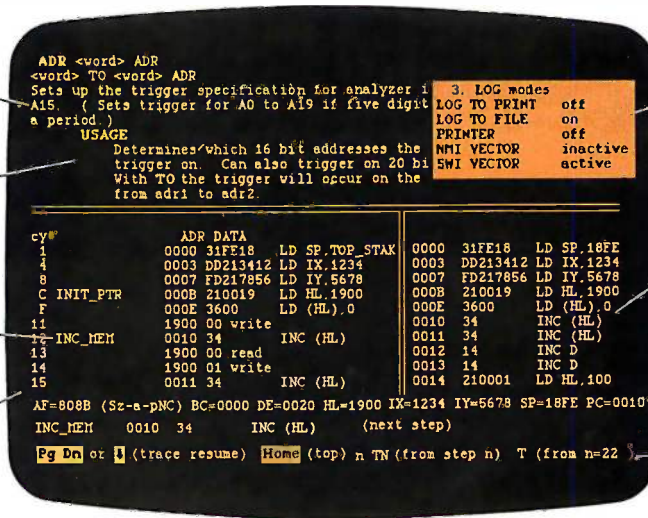 ADR <word> ADR
<word> TO <word> ADR
Sets up the trigger specification for analyzer i
A15. ( Sets trigger for A0 to A19 if five digit
a period.)
USAGE
Determines which 16 bit addresses the
trigger on. Can also trigger on 20 bi
With TO the trigger will occur on the
from adr1 to adr2.
3. LOG modes
LOG TO PRINT off
LOG TO FILE on
PRINTER off
NMI VECTOR inactive
SWI VECTOR active
cy# ADR DATA
1 0000 31FE18 LD SP,TOP_STAK
4 0003 DD213412 LD IX,1234
8 0007 FD217856 LD IY,5678
C INIT_PTR 000B 210019 LD HL,1900
F 000E 3600 LD (HL),0
11 1900 00 write
12 INC_MEM 0010 34 INC (HL)
13 1900 00 read
14 1900 01 write
15 0011 34 INC (HL)
0000 31FE18 LD SP,18FE
0003 DD213412 LD IX,1234
0007 FD217856 LD IY,5678
000B 210019 LD HL,1900
000E 3600 LD (HL),0
0010 34 INC (HL)
0011 34 INC (HL)
0012 14 INC D
0013 14 INC D
0014 210001 LD HL,100
AF=808B (Sz-a-pNC) BC=0000 DE=0020 HL=1900 IX=1234 IY=5678 SP=18FE PC=0010
INC_MEM 0010 34 INC (HL) (next step)
Pg Dn or ↓ (trace resume) Home (top) n TN (from step n) T (from n=22 )